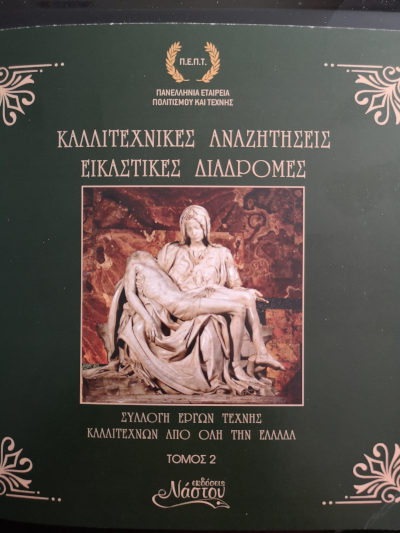 Π.Ε.Π.Τ.
ΠΑΝΕΛΛΗΝΙΑ ΕΤΑΙΡΕΙΑ
ΠΟΛΙΤΙΣΜΟΥ ΚΑΙ ΤΕΧΝΗΣ
ΚΑΛΛΙΤΕΧΝΙΚΕΣ ΑΝΑΖΗΤΗΣΕΙΣ
ΕΙΚΑΣΤΙΚΕΣ ΔΙΑΔΡΟΜΕΣ
ΣΥΛΛΟΓΗ ΕΡΓΩΝ ΤΕΧΝΗΣ
ΚΑΛΛΙΤΕΧΝΩΝ ΑΠΟ ΟΛΗ ΤΗΝ ΕΛΛΑΔΑ
ΤΟΜΟΣ 2
εκδόσεις
Νάστου